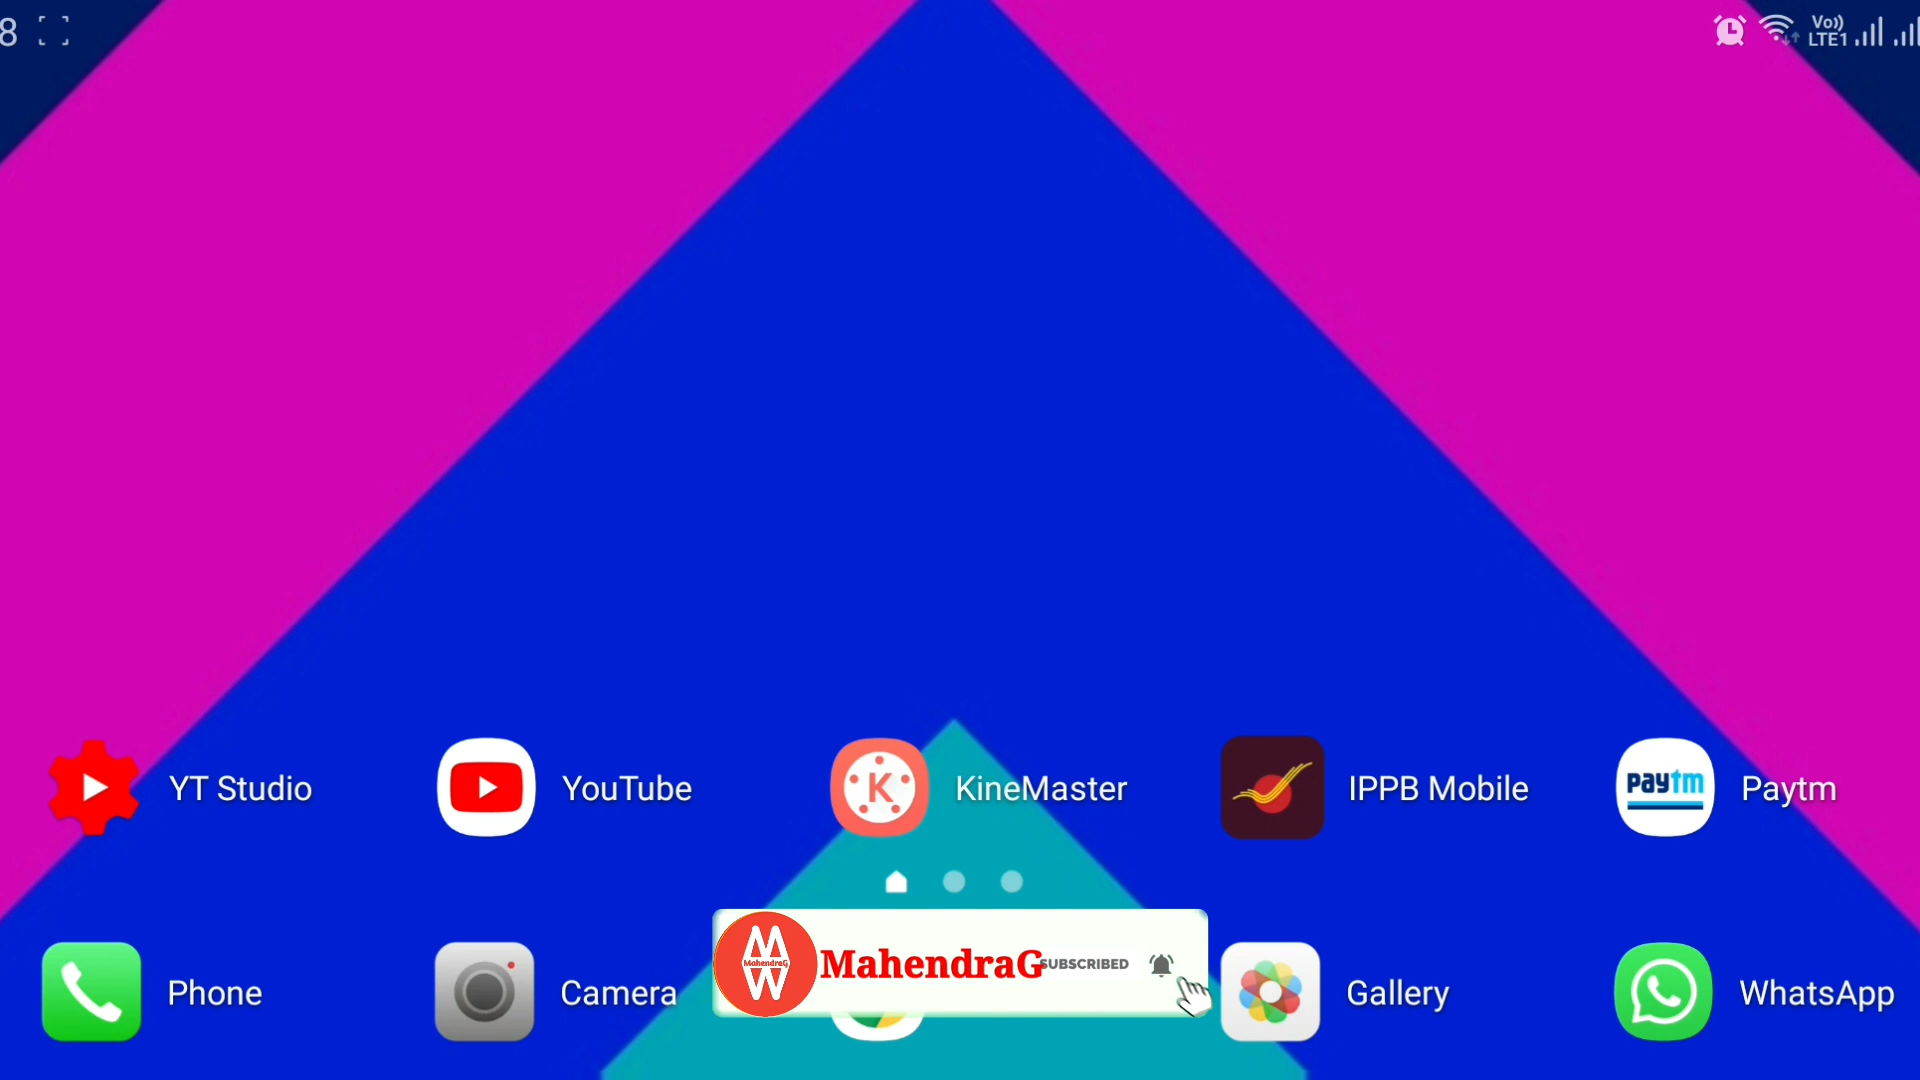 8
Vo))
LTE1
YT Studio
YouTube
K
KineMaster
IPPB Mobile
paytm
Paytm
Phone
Camera
MahendraG
MahendraG
SUBSCRIBED
Gallery
WhatsApp